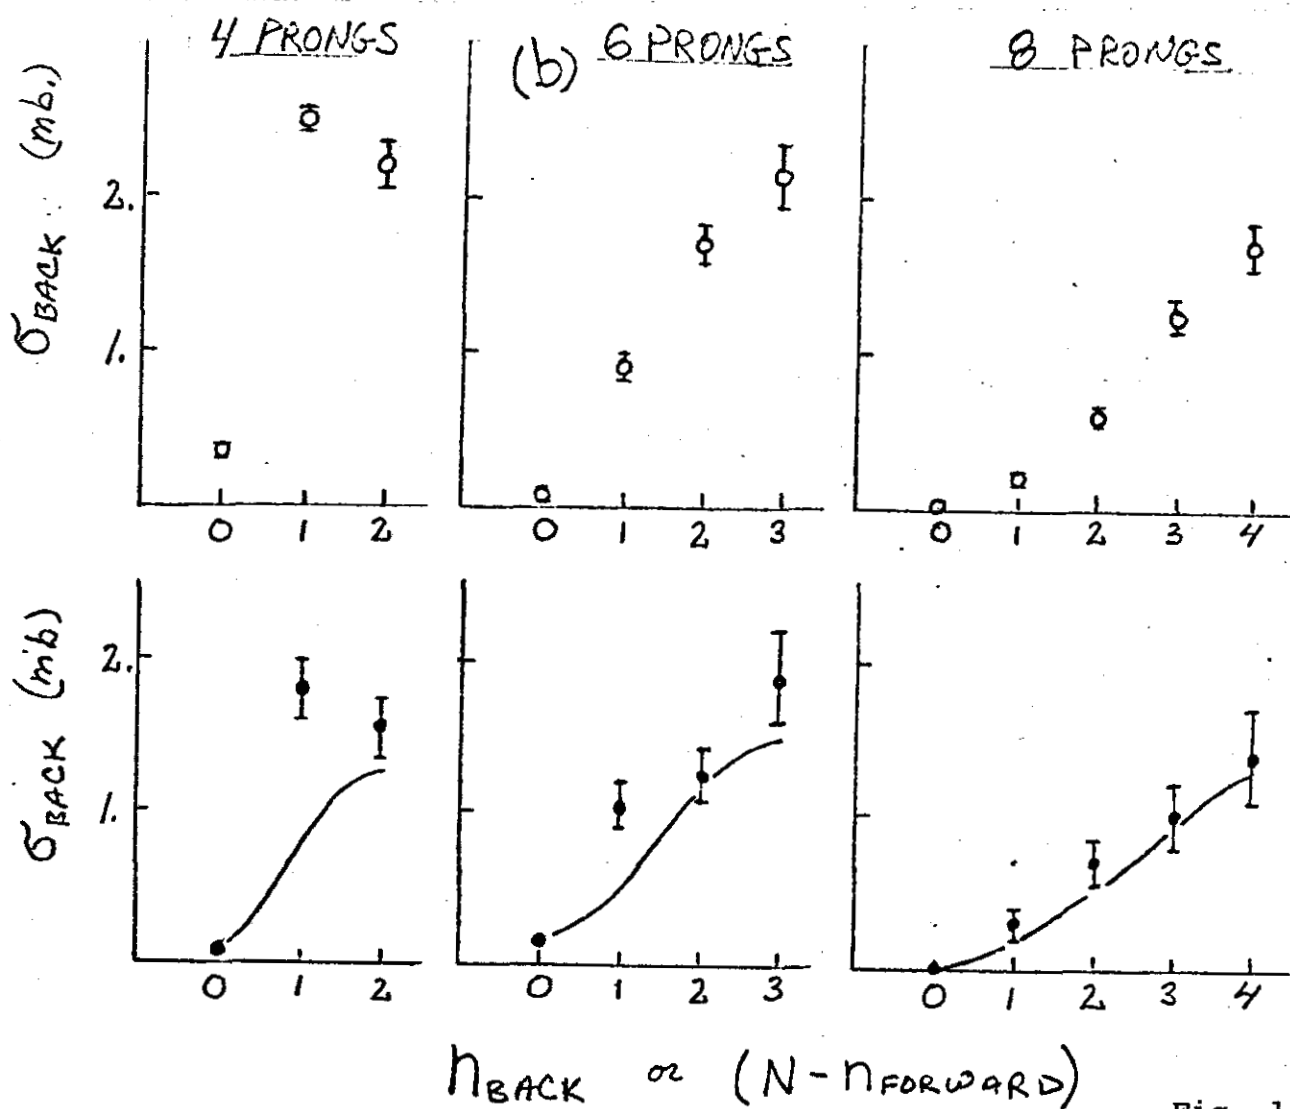 4 PRONGS (b) 6 PRONGS 8 PRONGS
σBACK (mb.)
2.
1.
0 1 2 0 1 2 3 0 1 2 3 4
σBACK (mb)
2.
1.
0 1 2 0 1 2 3 0 1 2 3 4
nBACK or (N-nFORWARD)
Fig. 1